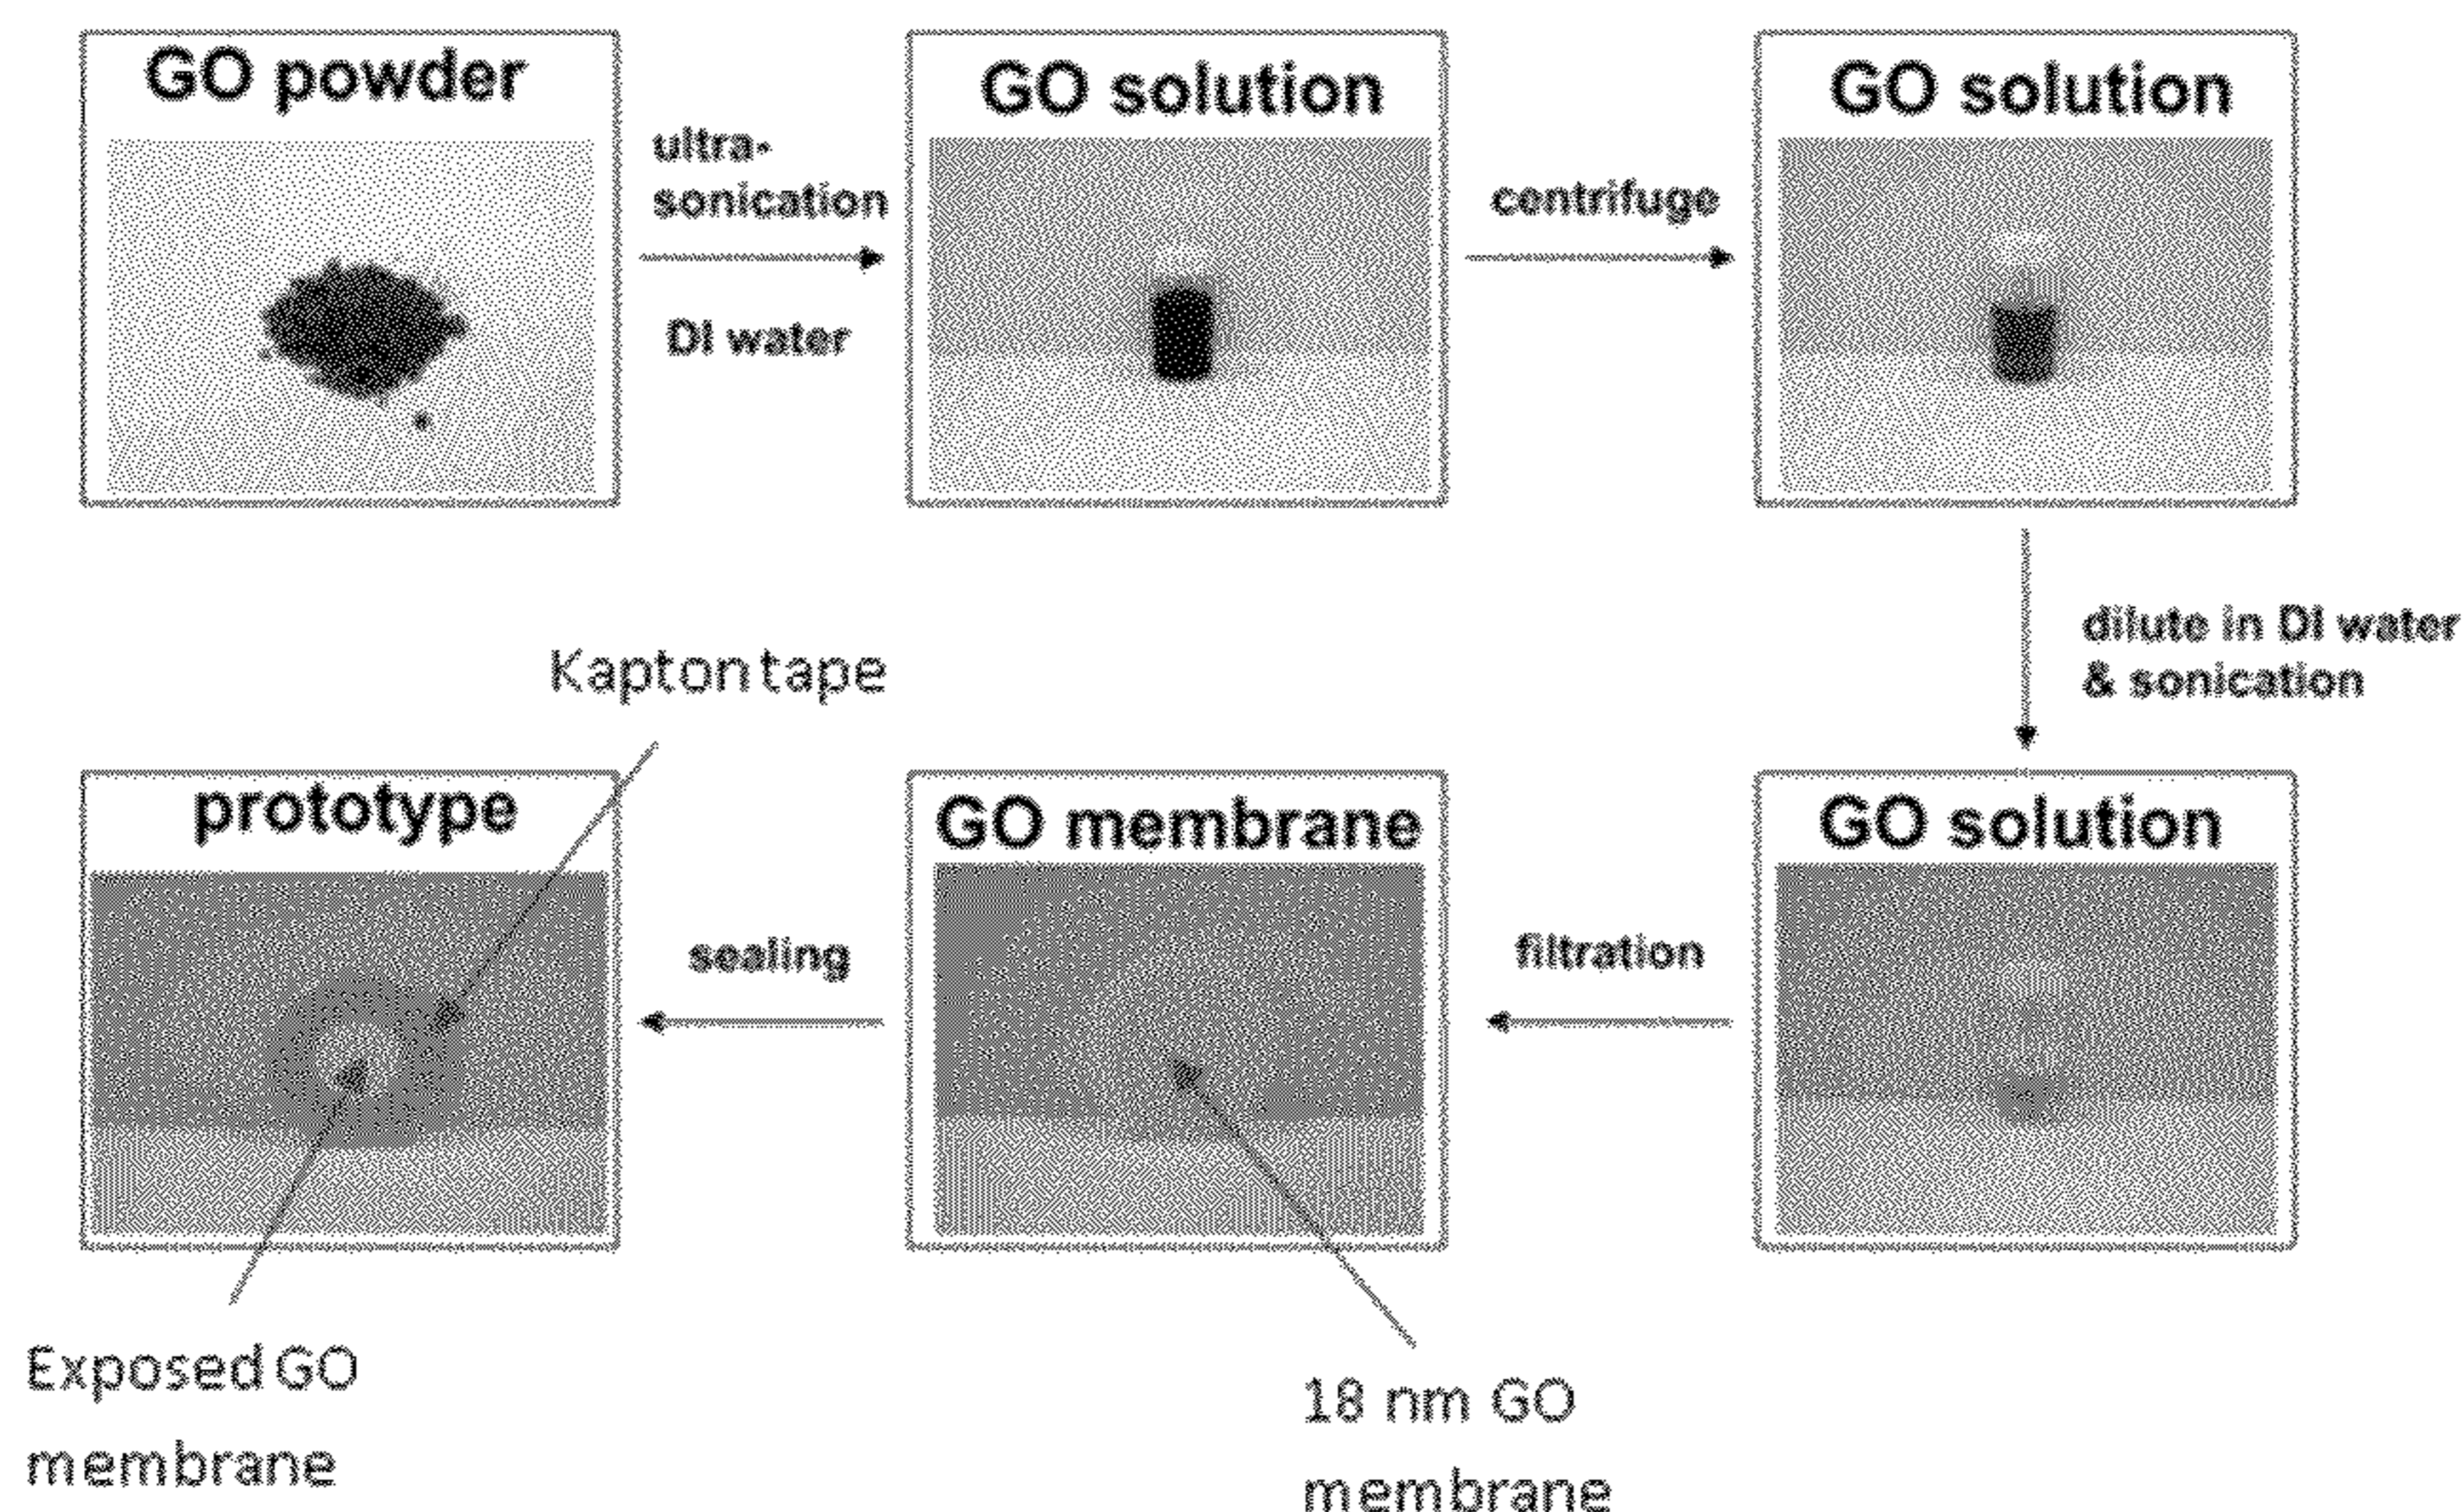 GO powder
ultra-
sonication
DI water
GO solution
centrifuge
GO solution
dilute in DI water
& sonication
Kapton tape
prototype
sealing
GO membrane
filtration
GO solution
Exposed GO
membrane
18 nm GO
membrane